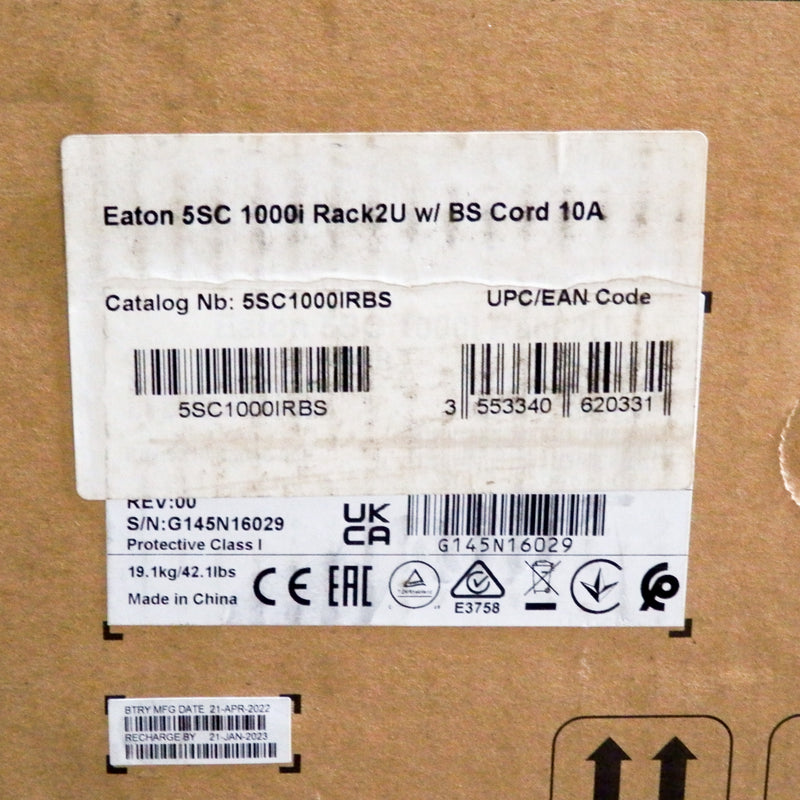 Eaton 5SC 1000i Rack2U w/ BS Cord 10A
Catalog Nb: 5SC1000IRBS
UPC/EAN Code
5SC1000IRBS
3 553340 620331
REV:00
S/N:G145N16029
Protective Class I
UK
CA
G145N16029
19.1kg/42.1lbs
Made in China
CE
EAC
E3758
BTRY MFG DATE 21-APR-2022
RECHARGE BY 21-JAN-2023